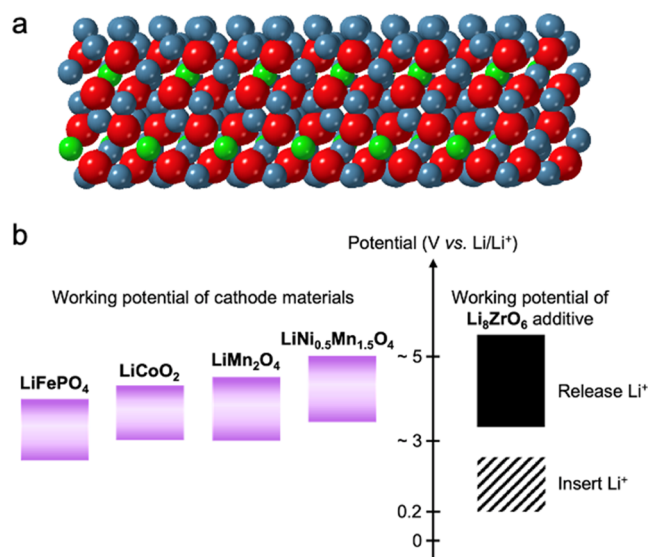 a
b
Potential (V vs. Li/Li⁺)
Working potential of cathode materials
Working potential of
Li₈ZrO₆ additive
LiFePO₄
LiCoO₂
LiMn₂O₄
LiNi₀.₅Mn₁.₅O₄
~ 5
Release Li⁺
~ 3
Insert Li⁺
0.2
0